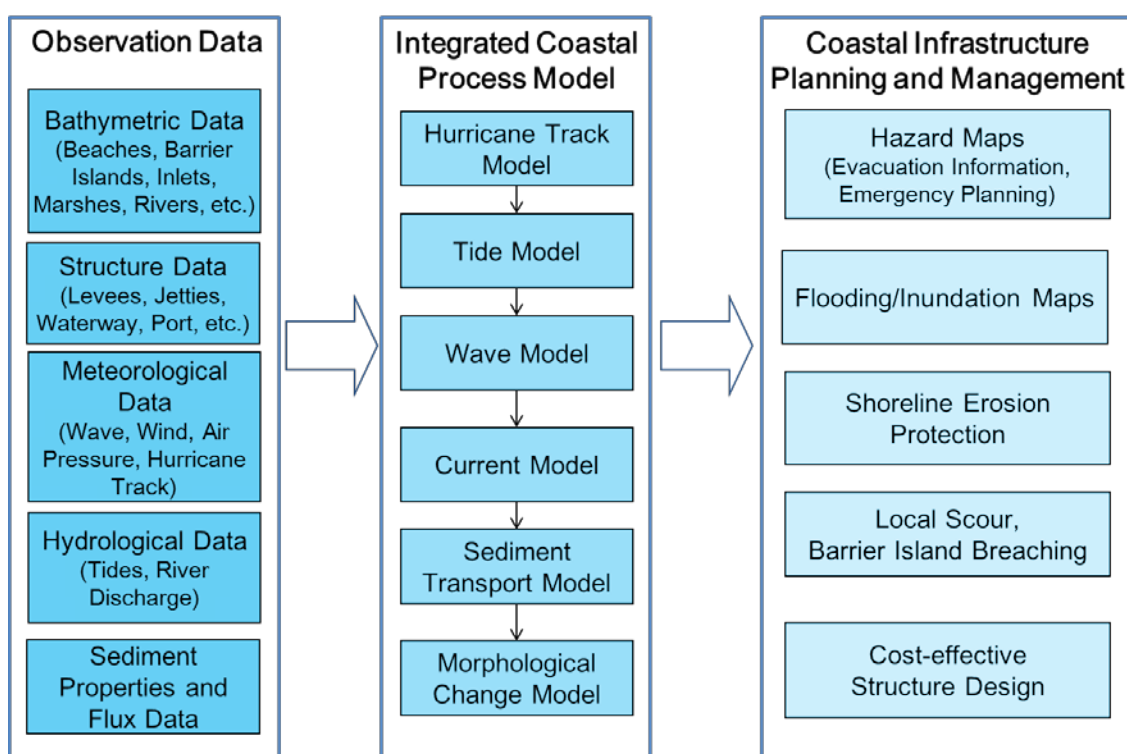 Observation Data
Bathymetric Data
(Beaches, Barrier
Islands, Inlets,
Marshes, Rivers, etc.)
Structure Data
(Levees, Jetties,
Waterway, Port, etc.)
Meteorological
Data
(Wave, Wind, Air
Pressure, Hurricane
Track)
Hydrological Data
(Tides, River
Discharge)
Sediment
Properties and
Flux Data
Integrated Coastal
Process Model
Hurricane Track
Model
Tide Model
Wave Model
Current Model
Sediment
Transport Model
Morphological
Change Model
Coastal Infrastructure
Planning and Management
Hazard Maps
(Evacuation Information,
Emergency Planning)
Flooding/Inundation Maps
Shoreline Erosion
Protection
Local Scour,
Barrier Island Breaching
Cost-effective
Structure Design